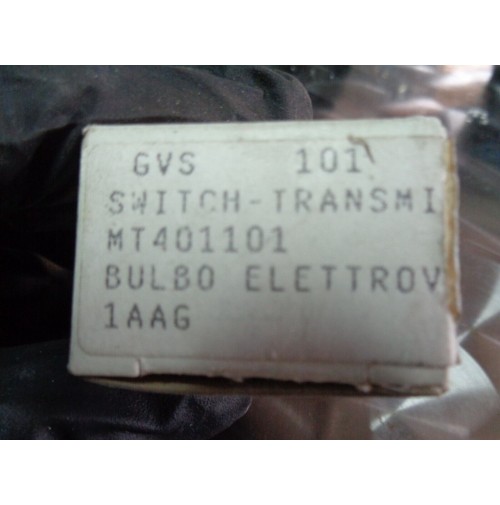 GVS 101
SWITCH-TRANSMI
MT401101
BULBO ELETTROV
1AAG